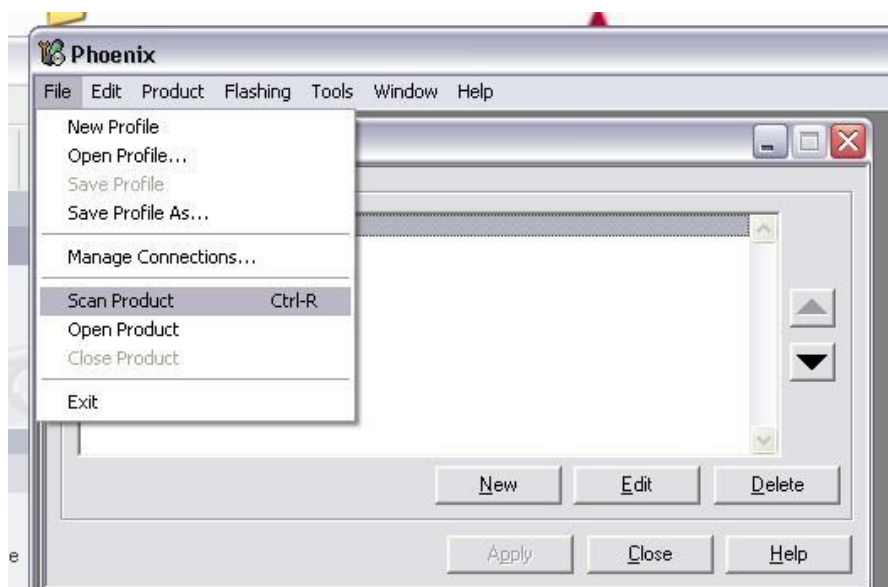 Phoenix
File Edit Product Flashing Tools Window Help
New Profile
Open Profile...
Save Profile
Save Profile As...
Manage Connections...
Scan Product Ctrl-R
Open Product
Close Product
Exit
New Edit Delete
Apply Close Help
e